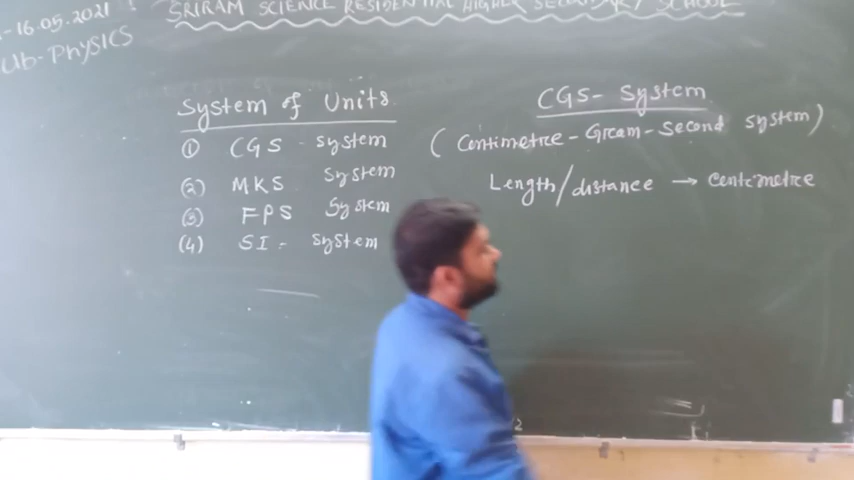 SRIRAM SCIENCE RESIDENTIAL HIGHER SECONDARY SCHOOL
-16.05.2021
ub-PHYSICS
System of Units
(1) CGS - system
(2) MKS System
(3) FPS System
(4) SI - system
CGS- System
(Centimetre-Gram-Second system)
Length/distance → Centimetre